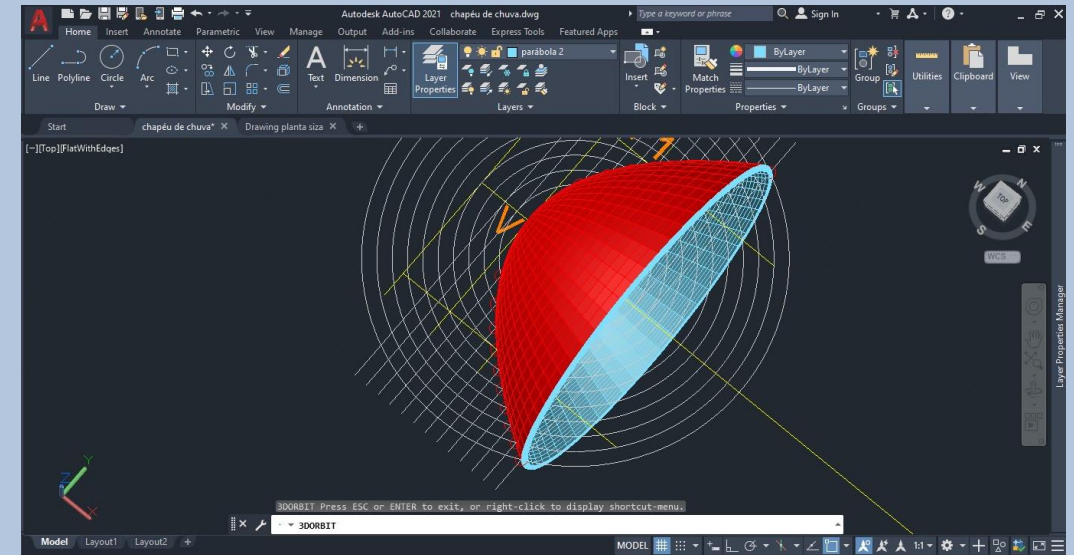 Autodesk AutoCAD 2021 chapéu de chuva.dwg
Type a keyword or phrase
Sign In
Home Insert Annotate Parametric View Manage Output Add-ins Collaborate Express Tools Featured Apps
parábola 2
ByLayer
ByLayer
ByLayer
Line Polyline Circle Arc
Text Dimension
Layer Properties
Insert
Match Properties
Group
Utilities
Clipboard
View
Draw Modify Annotation Layers Block Properties Groups
Start chapéu de chuva* Drawing planta siza
[−][Top][FlatWithEdges]
V
N
W
TOP
S
E
WCS
Layer Properties Manager
Y
Z
X
3DORBIT Press ESC or ENTER to exit, or right-click to display shortcut-menu.
3DORBIT
Model Layout1 Layout2 +
MODEL
1:1